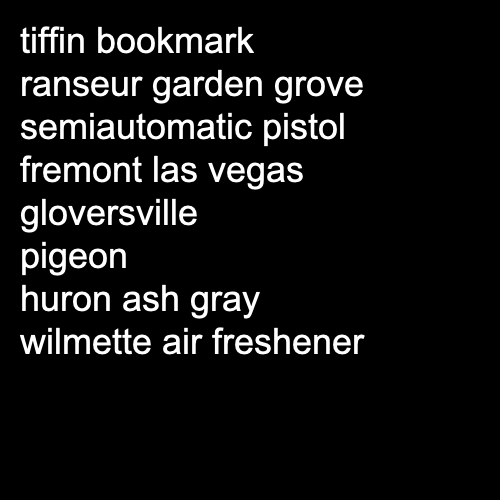 tiffin bookmark
ranseur garden grove
semiautomatic pistol
fremont las vegas
gloversville
pigeon
huron ash gray
wilmette air freshener